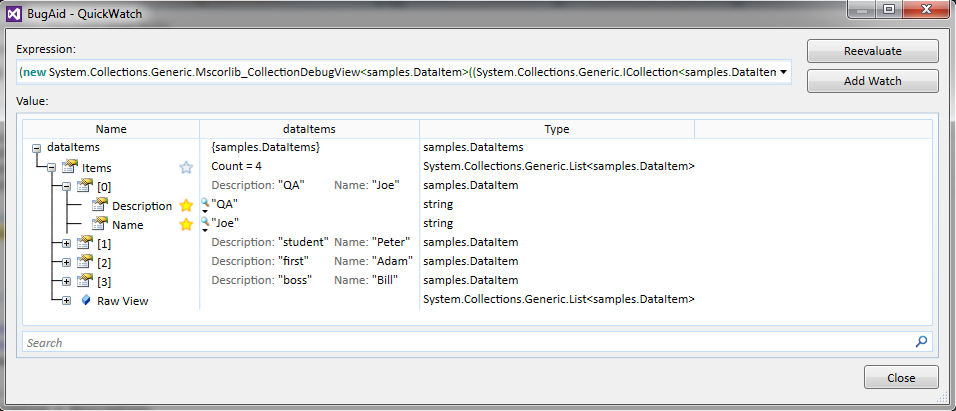 BugAid - QuickWatch
Expression:
Reevaluate
(new System.Collections.Generic.Mscorlib_CollectionDebugView<samples.DataItem>((System.Collections.Generic.ICollection<samples.DataItem
Add Watch
Value:
Name dataItems Type
dataItems {samples.DataItems} samples.DataItems
Items Count = 4 System.Collections.Generic.List<samples.DataItem>
[0] Description: "QA" Name: "Joe" samples.DataItem
Description "QA" string
Name "Joe" string
[1] Description: "student" Name: "Peter" samples.DataItem
[2] Description: "first" Name: "Adam" samples.DataItem
[3] Description: "boss" Name: "Bill" samples.DataItem
Raw View System.Collections.Generic.List<samples.DataItem>
Search
Close